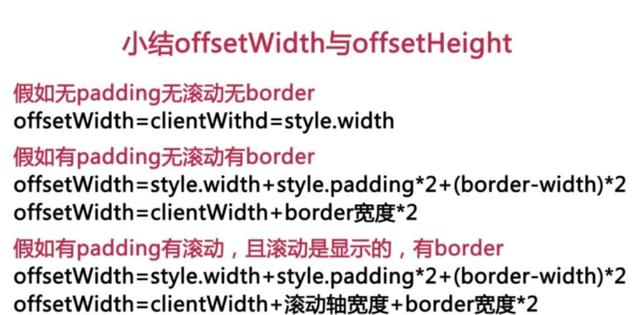 小结offsetWidth与offsetHeight
假如无padding无滚动无border
offsetWidth=clientWithd=style.width
假如有padding无滚动有border
offsetWidth=style.width+style.padding*2+(border-width)*2
offsetWidth=clientWidth+border宽度*2
假如有padding有滚动，且滚动是显示的，有border
offsetWidth=style.width+style.padding*2+(border-width)*2
offsetWidth=clientWidth+滚动轴宽度+border宽度*2